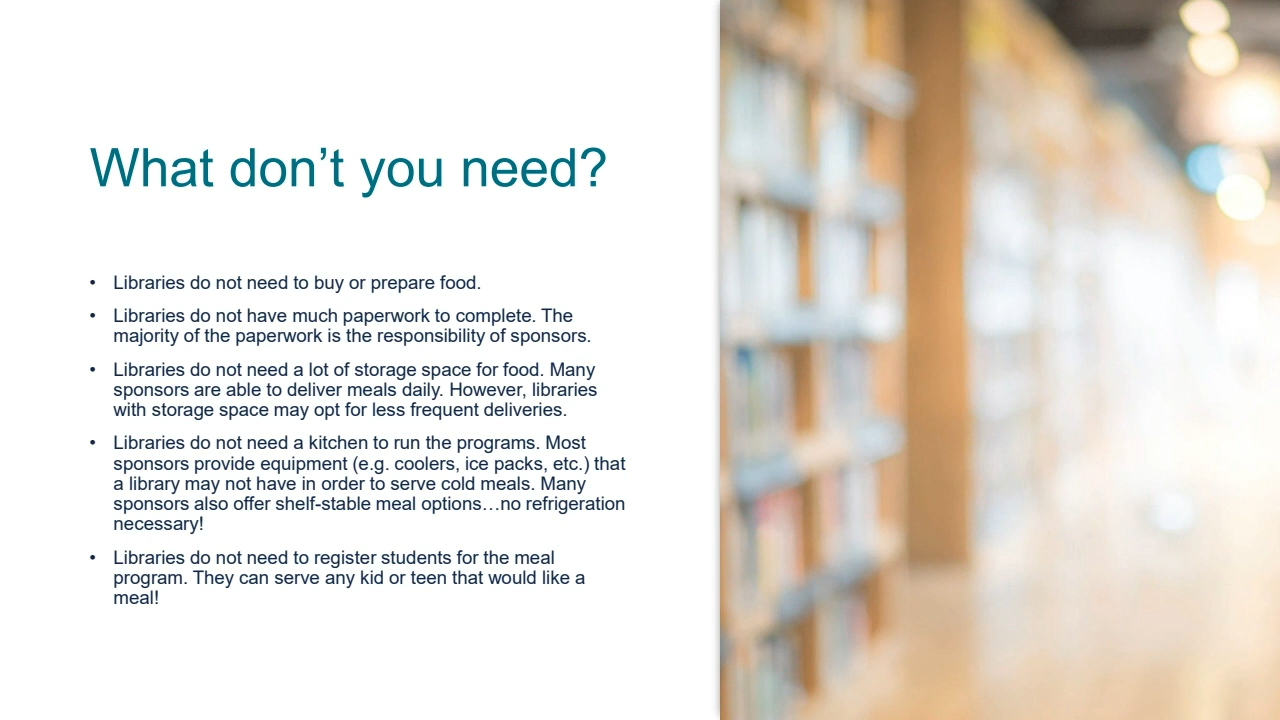 What don’t you need?
• Libraries do not need to buy or prepare food.
• Libraries do not have much paperwork to complete. The
majority of the paperwork is the responsibility of sponsors.
• Libraries do not need a lot of storage space for food. Many
sponsors are able to deliver meals daily. However, libraries
with storage space may opt for less frequent deliveries.
• Libraries do not need a kitchen to run the programs. Most
sponsors provide equipment (e.g. coolers, ice packs, etc.) that
a library may not have in order to serve cold meals. Many
sponsors also offer shelf-stable meal options…no refrigeration
necessary!
• Libraries do not need to register students for the meal
program. They can serve any kid or teen that would like a
meal!